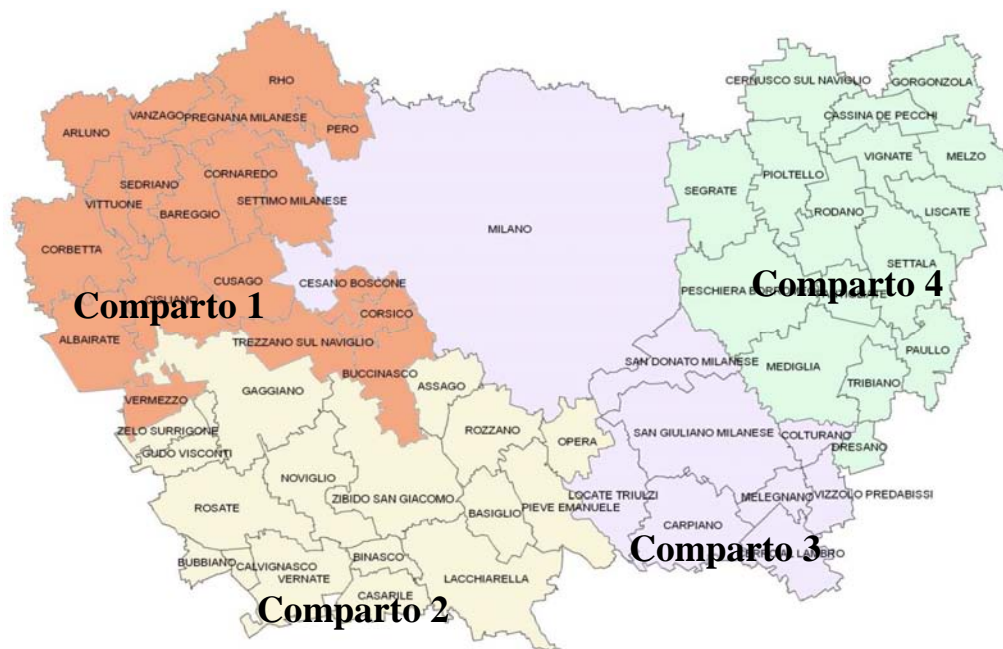 RHO
CERNUSCO SUL NAVIGLIO
GORGONZOLA
VANZAGO
PREGNANA MILANESE
CASSINA DE PECCHI
ARLUNO
PERO
VIGNATE
MELZO
CORNAREDO
SEDRIANO
PIOLTELLO
SEGRATE
VITTUONE
SETTIMO MILANESE
BAREGGIO
RODANO
LISCATE
MILANO
CORBETTA
SETTALA
CUSAGO
CESANO BOSCONE
PESCHIERA BORROMEO
Comparto 4
CISLIANO
Comparto 1
CORSICO
ALBAIRATE
TREZZANO SUL NAVIGLIO
SAN DONATO MILANESE
MEDIGLIA
PAULLO
BUCCINASCO
ASSAGO
TRIBIANO
GAGGIANO
VERMEZZO
ROZZANO
ZELO SURRIGONE
OPERA
SAN GIULIANO MILANESE
COLTURANO
DRESANO
GUDO VISCONTI
NOVIGLIO
ZIBIDO SAN GIACOMO
LOCATE TRIULZI
MELEGNANO
VIZZOLO PREDABISSI
ROSATE
BASIGLIO
PIEVE EMANUELE
CARPIANO
Comparto 3
CERRO AL LAMBRO
BUBBIANO
CALVIGNASCO
BINASCO
VERNATE
LACCHIARELLA
CASARILE
Comparto 2